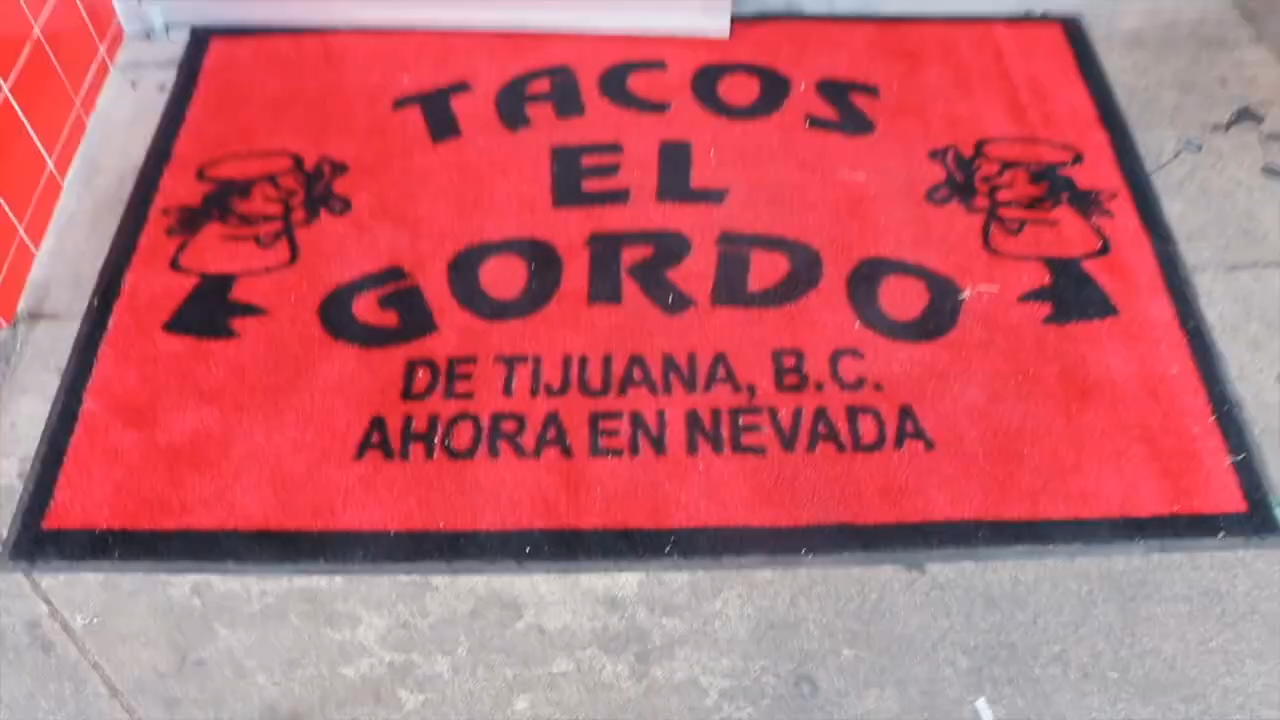 TACOS
EL
GORDO
DE TIJUANA, B.C.
AHORA EN NEVADA